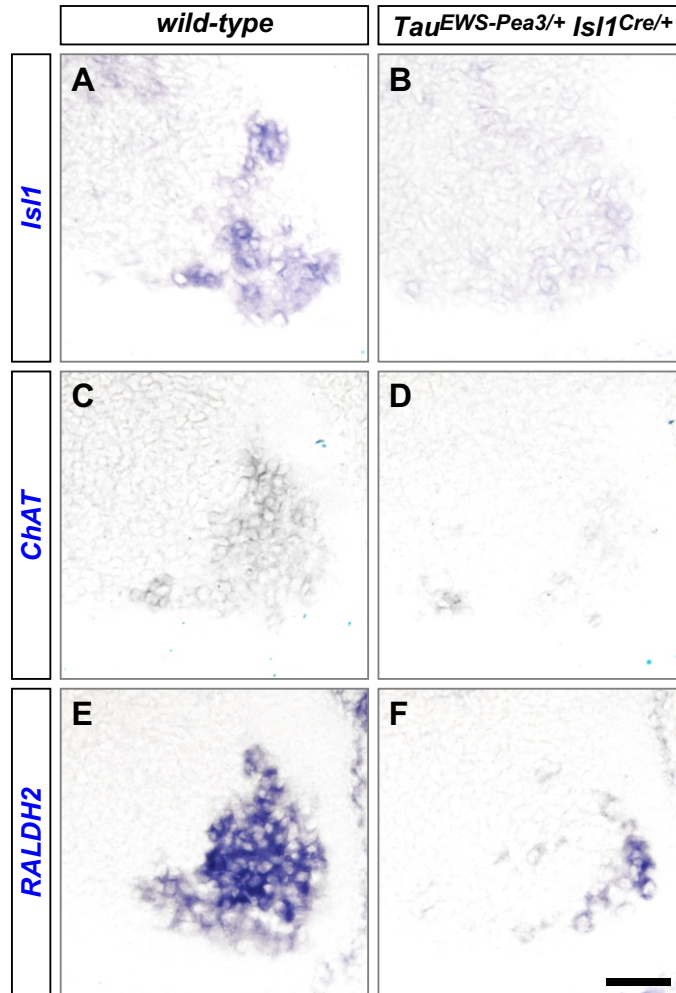 wild-type
Tau^EWS-Pea3/+ Isl1^Cre/+
Isl1
A
B
ChAT
C
D
RALDH2
E
F